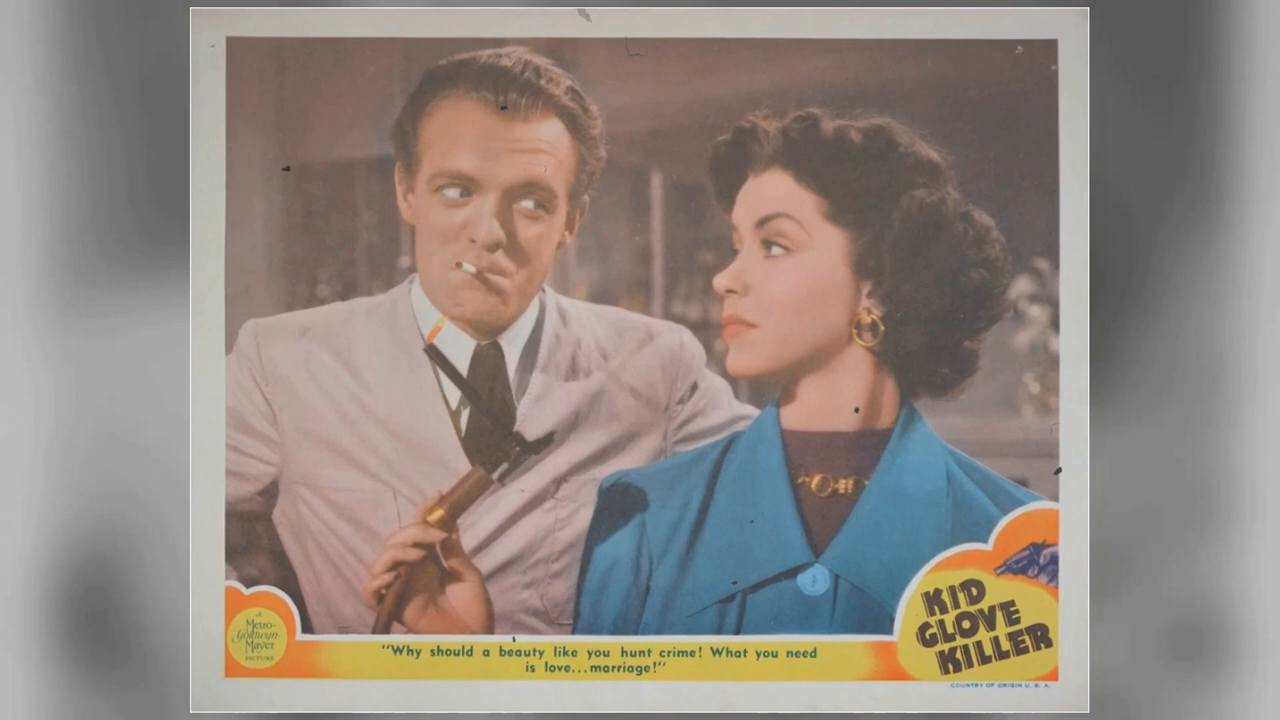 "Why should a beauty like you hunt crime! What you need
is love...marriage!"
A
Metro-
Goldwyn-
Mayer
PICTURE
KID
GLOVE
KILLER
COUNTRY OF ORIGIN U. S. A.